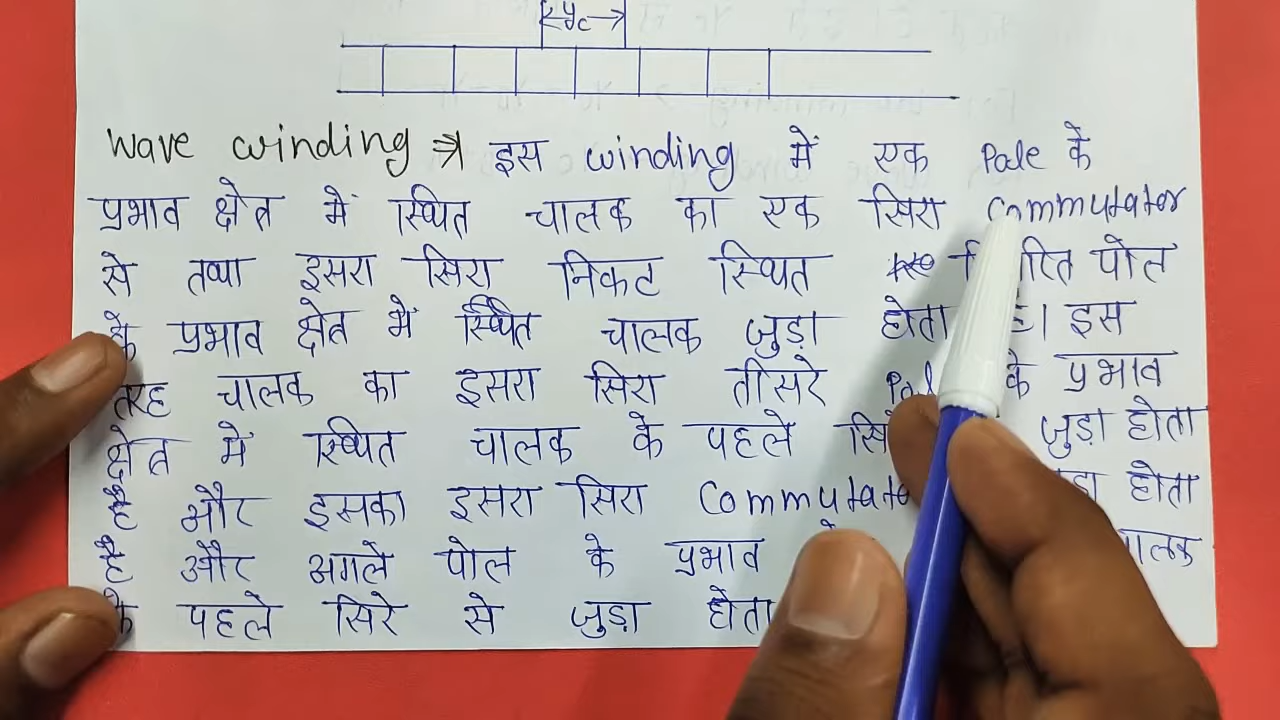 Yc
Wave winding ⇒ इस winding में एक Pole के
प्रभाव क्षेत्र में स्थित चालक का एक सिरा Commutator
से तथा दूसरा सिरा निकट स्थित पोल
के प्रभाव क्षेत्र में स्थित चालक जुड़ा होता है। इस
तरह चालक का दूसरा सिरा तीसरे के प्रभाव
क्षेत्र में स्थित चालक के पहले जुड़ा होता
है और इसका दूसरा सिरा होता
है और अगले पोल के प्रभाव
के पहले सिरे से जुड़ा होता